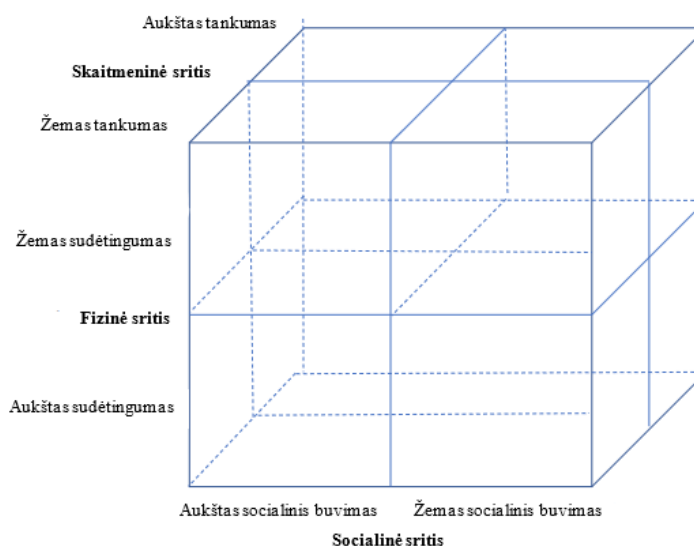 Aukštas tankumas
Skaitmeninė sritis
Žemas tankumas
Žemas sudėtingumas
Fizinė sritis
Aukštas sudėtingumas
Aukštas socialinis buvimas
Žemas socialinis buvimas
Socialinė sritis